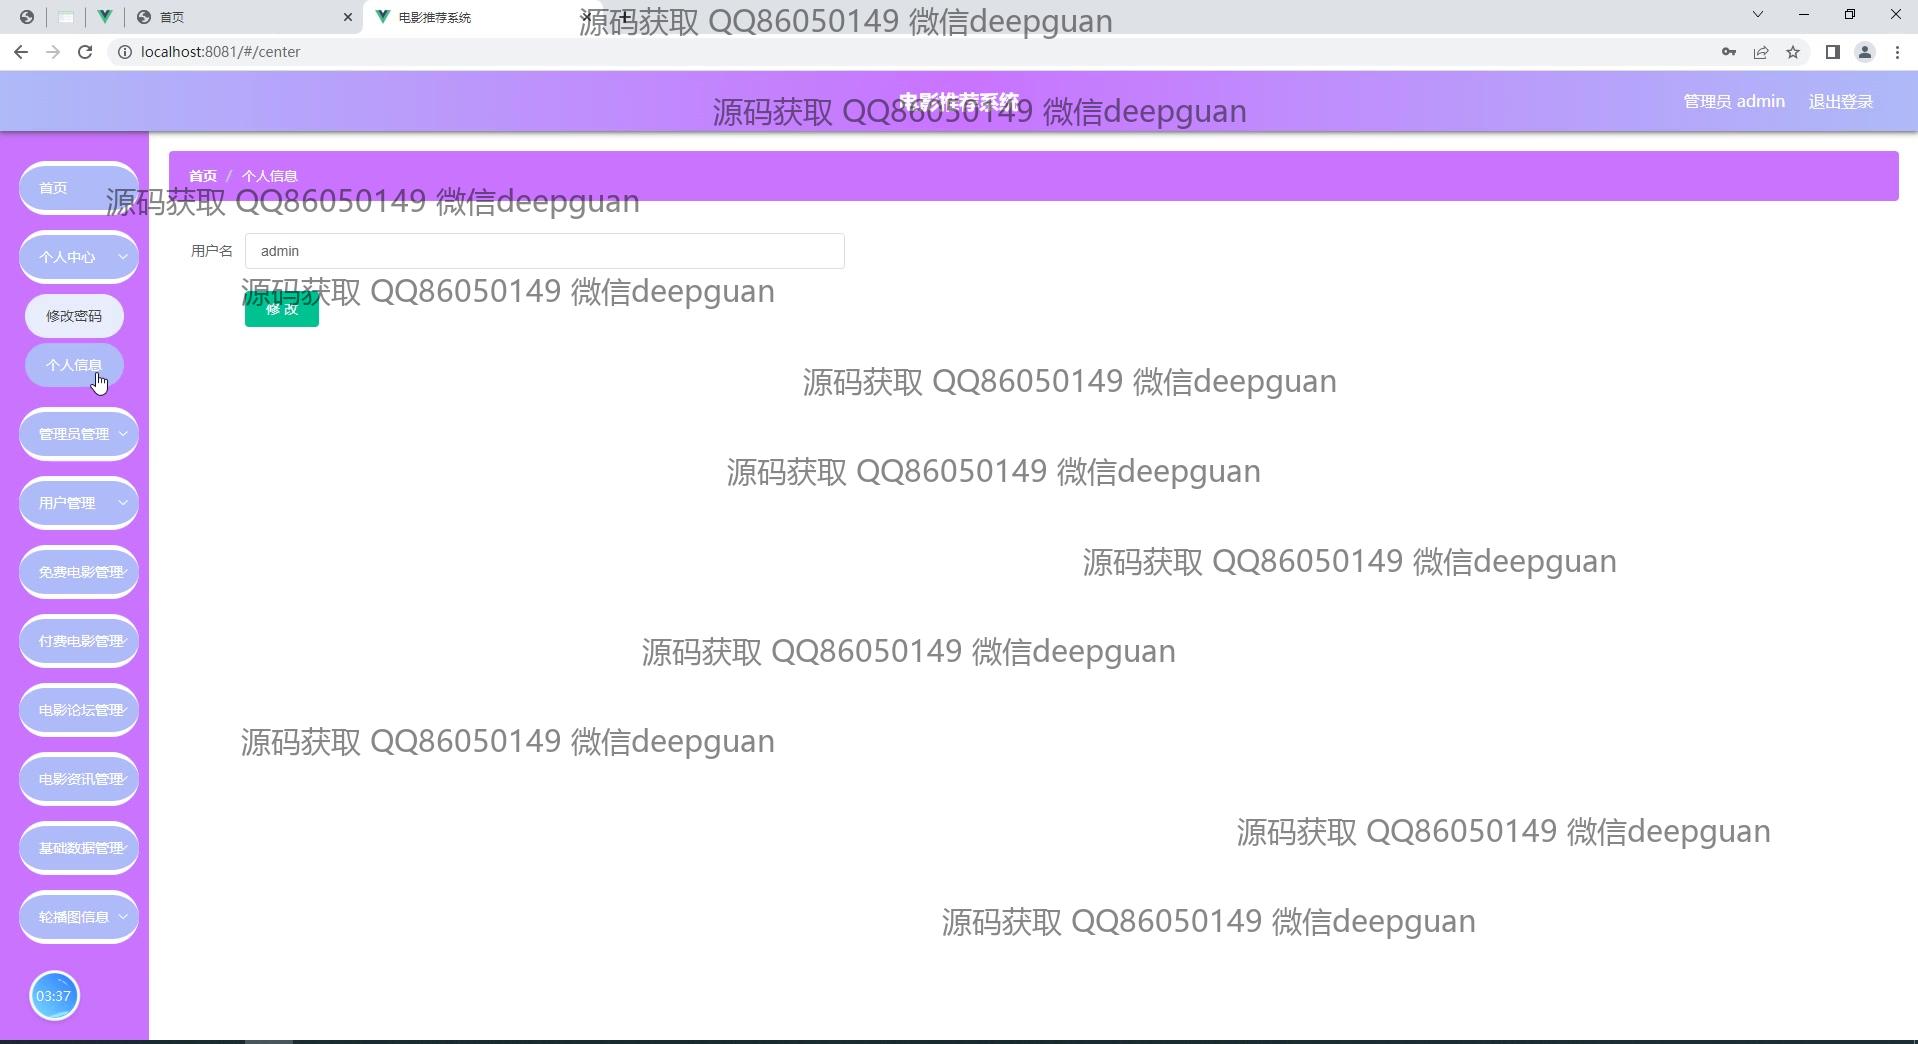 首页
电影推荐系统
源码获取 QQ86050149 微信deepguan
localhost:8081/#/center
电影推荐系统
管理员 admin
退出登录
源码获取 QQ86050149 微信deepguan
首页 / 个人信息
源码获取 QQ86050149 微信deepguan
首页
个人中心
修改密码
个人信息
管理员管理
用户管理
免费电影管理
付费电影管理
电影论坛管理
电影资讯管理
基础数据管理
轮播图信息
03:37
用户名 admin
源码获取 QQ86050149 微信deepguan
修 改
源码获取 QQ86050149 微信deepguan
源码获取 QQ86050149 微信deepguan
源码获取 QQ86050149 微信deepguan
源码获取 QQ86050149 微信deepguan
源码获取 QQ86050149 微信deepguan
源码获取 QQ86050149 微信deepguan
源码获取 QQ86050149 微信deepguan